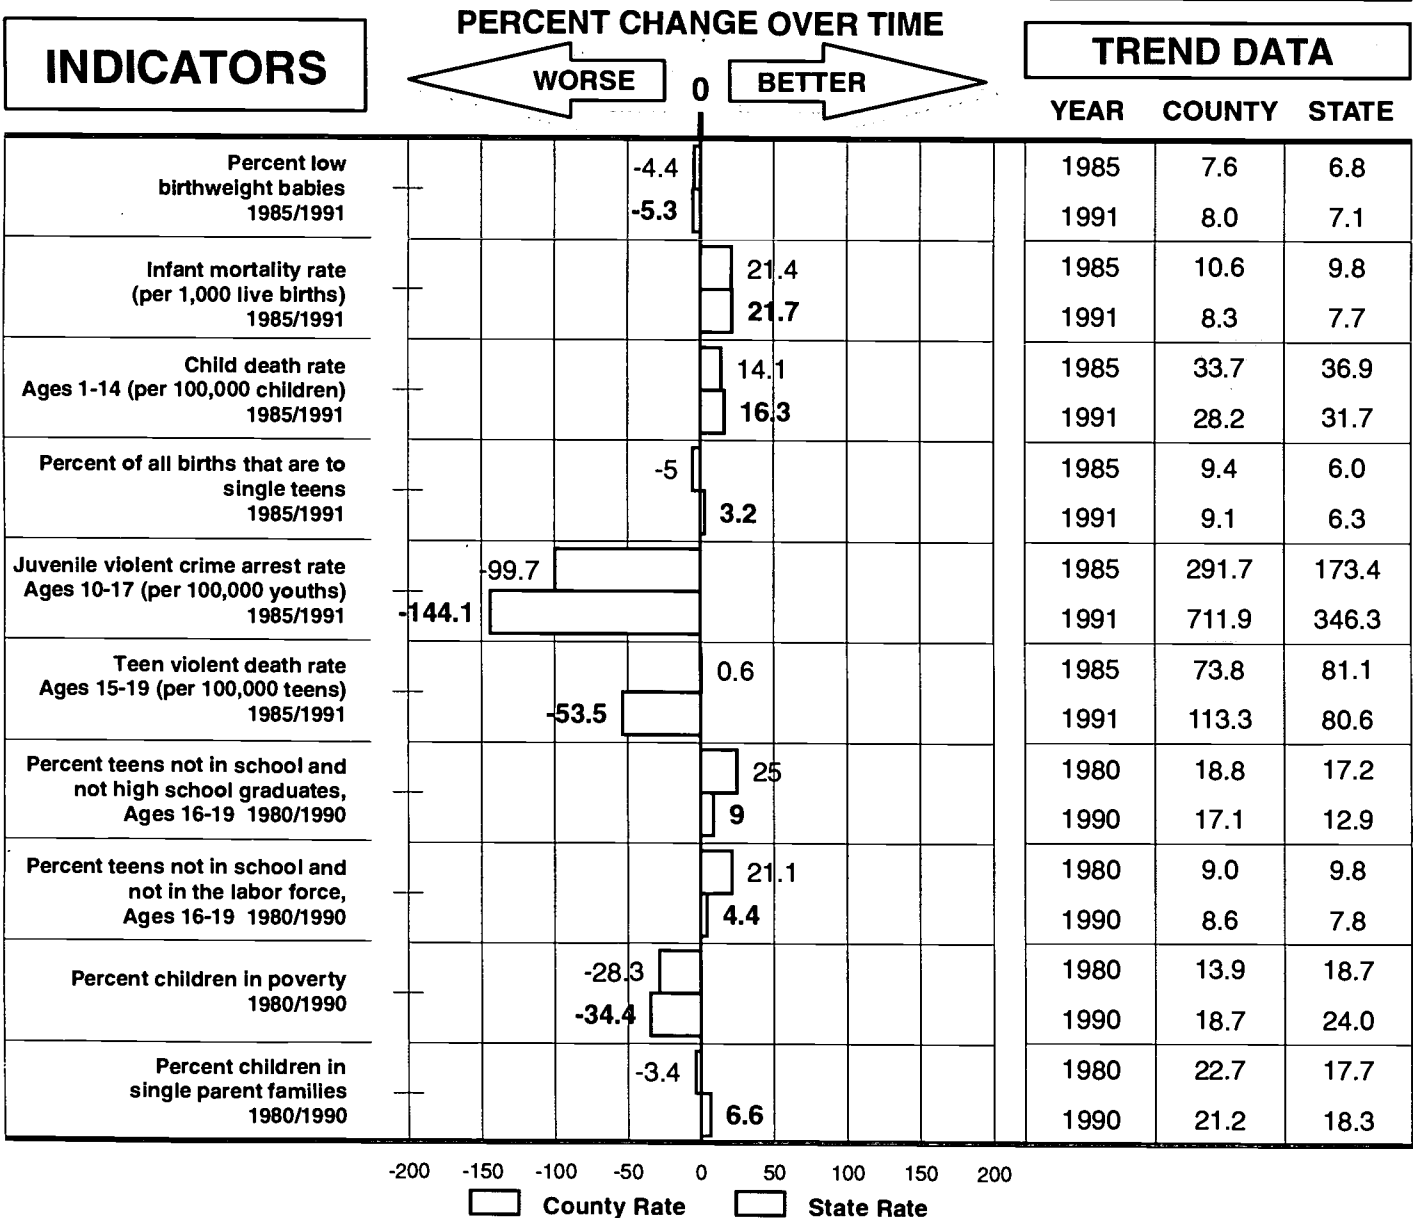 PERCENT CHANGE OVER TIME
INDICATORS
WORSE
0
BETTER
TREND DATA
YEAR COUNTY STATE
Percent low
birthweight babies
1985/1991
-4.4
-5.3
1985 7.6 6.8
1991 8.0 7.1
Infant mortality rate
(per 1,000 live births)
1985/1991
21.4
21.7
1985 10.6 9.8
1991 8.3 7.7
Child death rate
Ages 1-14 (per 100,000 children)
1985/1991
14.1
16.3
1985 33.7 36.9
1991 28.2 31.7
Percent of all births that are to
single teens
1985/1991
-5
3.2
1985 9.4 6.0
1991 9.1 6.3
Juvenile violent crime arrest rate
Ages 10-17 (per 100,000 youths)
1985/1991
-99.7
-144.1
1985 291.7 173.4
1991 711.9 346.3
Teen violent death rate
Ages 15-19 (per 100,000 teens)
1985/1991
0.6
-53.5
1985 73.8 81.1
1991 113.3 80.6
Percent teens not in school and
not high school graduates,
Ages 16-19 1980/1990
25
9
1980 18.8 17.2
1990 17.1 12.9
Percent teens not in school and
not in the labor force,
Ages 16-19 1980/1990
21.1
4.4
1980 9.0 9.8
1990 8.6 7.8
Percent children in poverty
1980/1990
-28.3
-34.4
1980 13.9 18.7
1990 18.7 24.0
Percent children in
single parent families
1980/1990
-3.4
6.6
1980 22.7 17.7
1990 21.2 18.3
-200 -150 -100 -50 0 50 100 150 200
County Rate State Rate